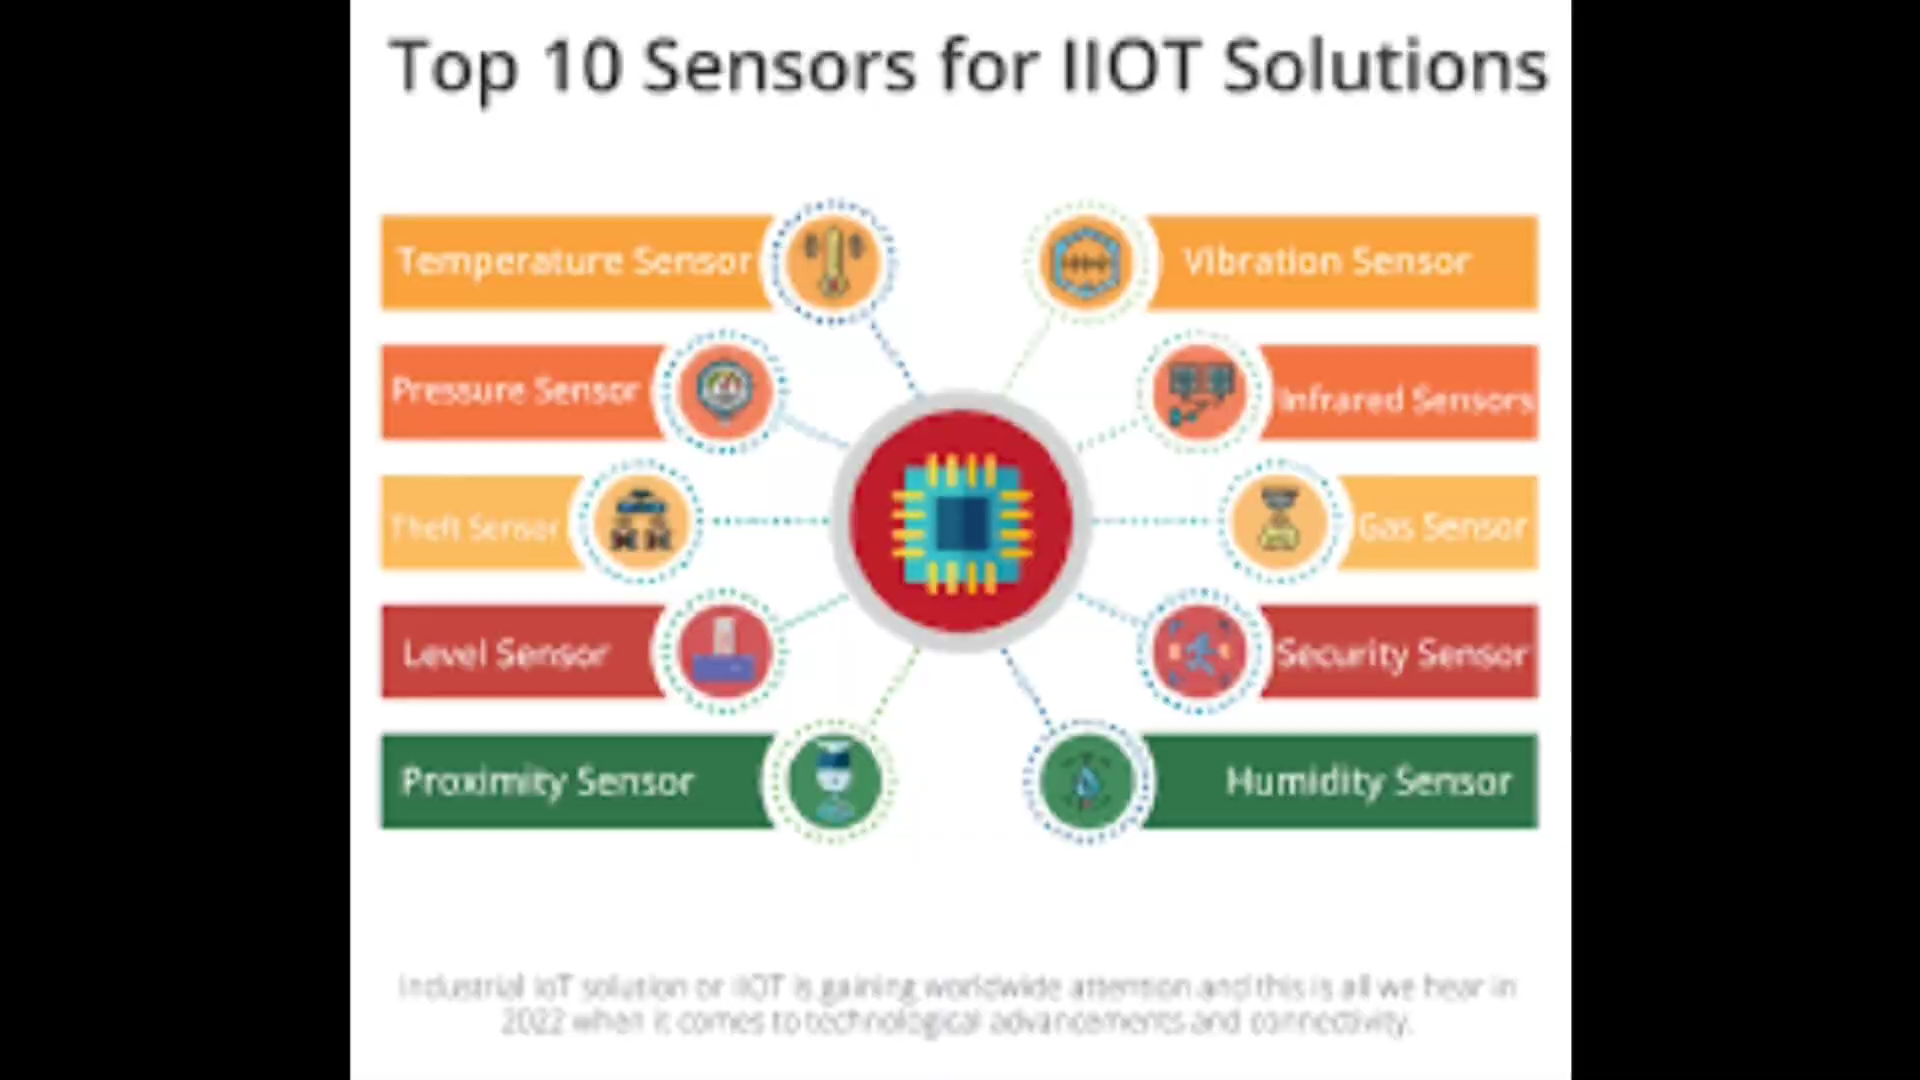 Top 10 Sensors for IIOT Solutions
Temperature Sensor
Vibration Sensor
Pressure Sensor
Infrared Sensors
Theft Sensor
Gas Sensor
Level Sensor
Security Sensor
Proximity Sensor
Humidity Sensor
Industrial IoT solution or IIOT is gaining worldwide attention and this is all we hear in
2022 when it comes to technological advancements and connectivity.